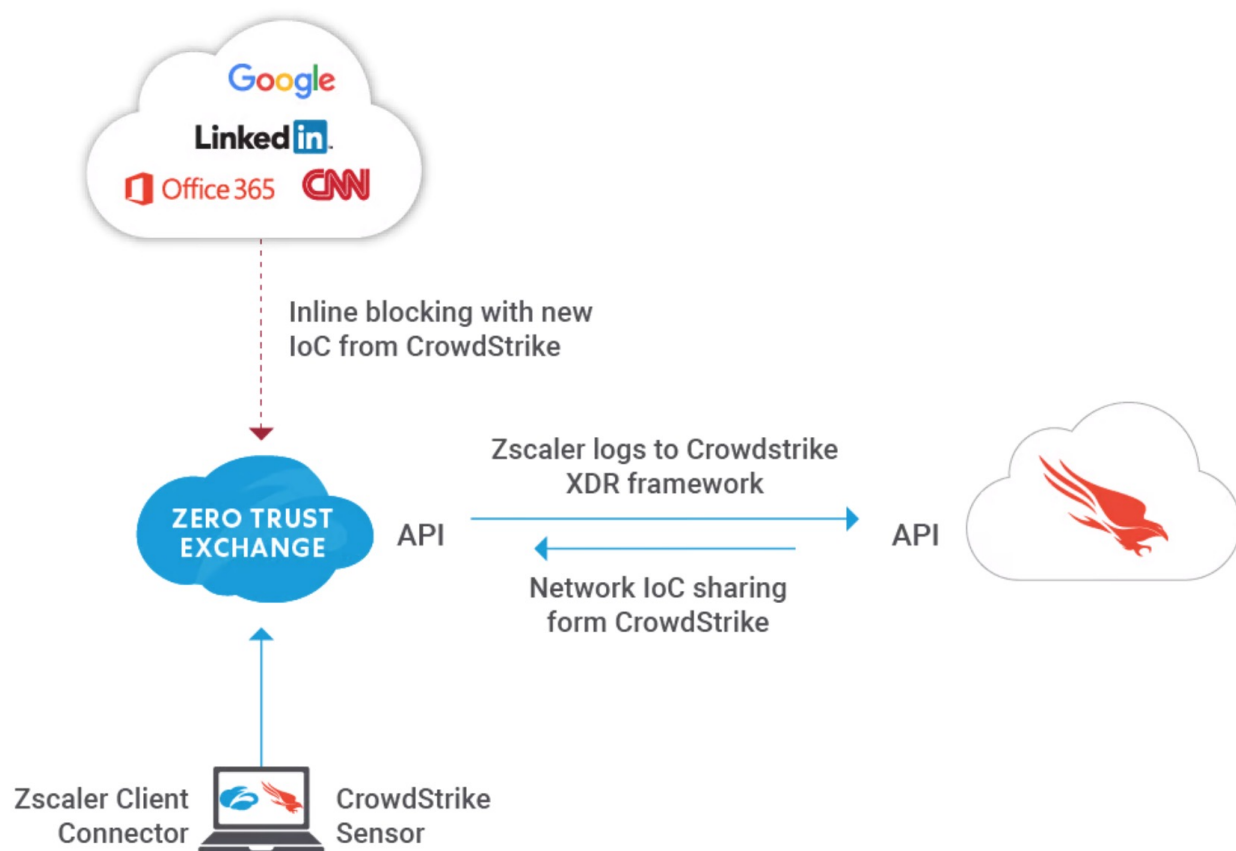 Google
Linked in
Office 365
CNN
Inline blocking with new
IoC from CrowdStrike
Zscaler logs to Crowdstrike
XDR framework
ZERO TRUST
EXCHANGE
API
API
Network IoC sharing
form CrowdStrike
Zscaler Client
Connector
CrowdStrike
Sensor